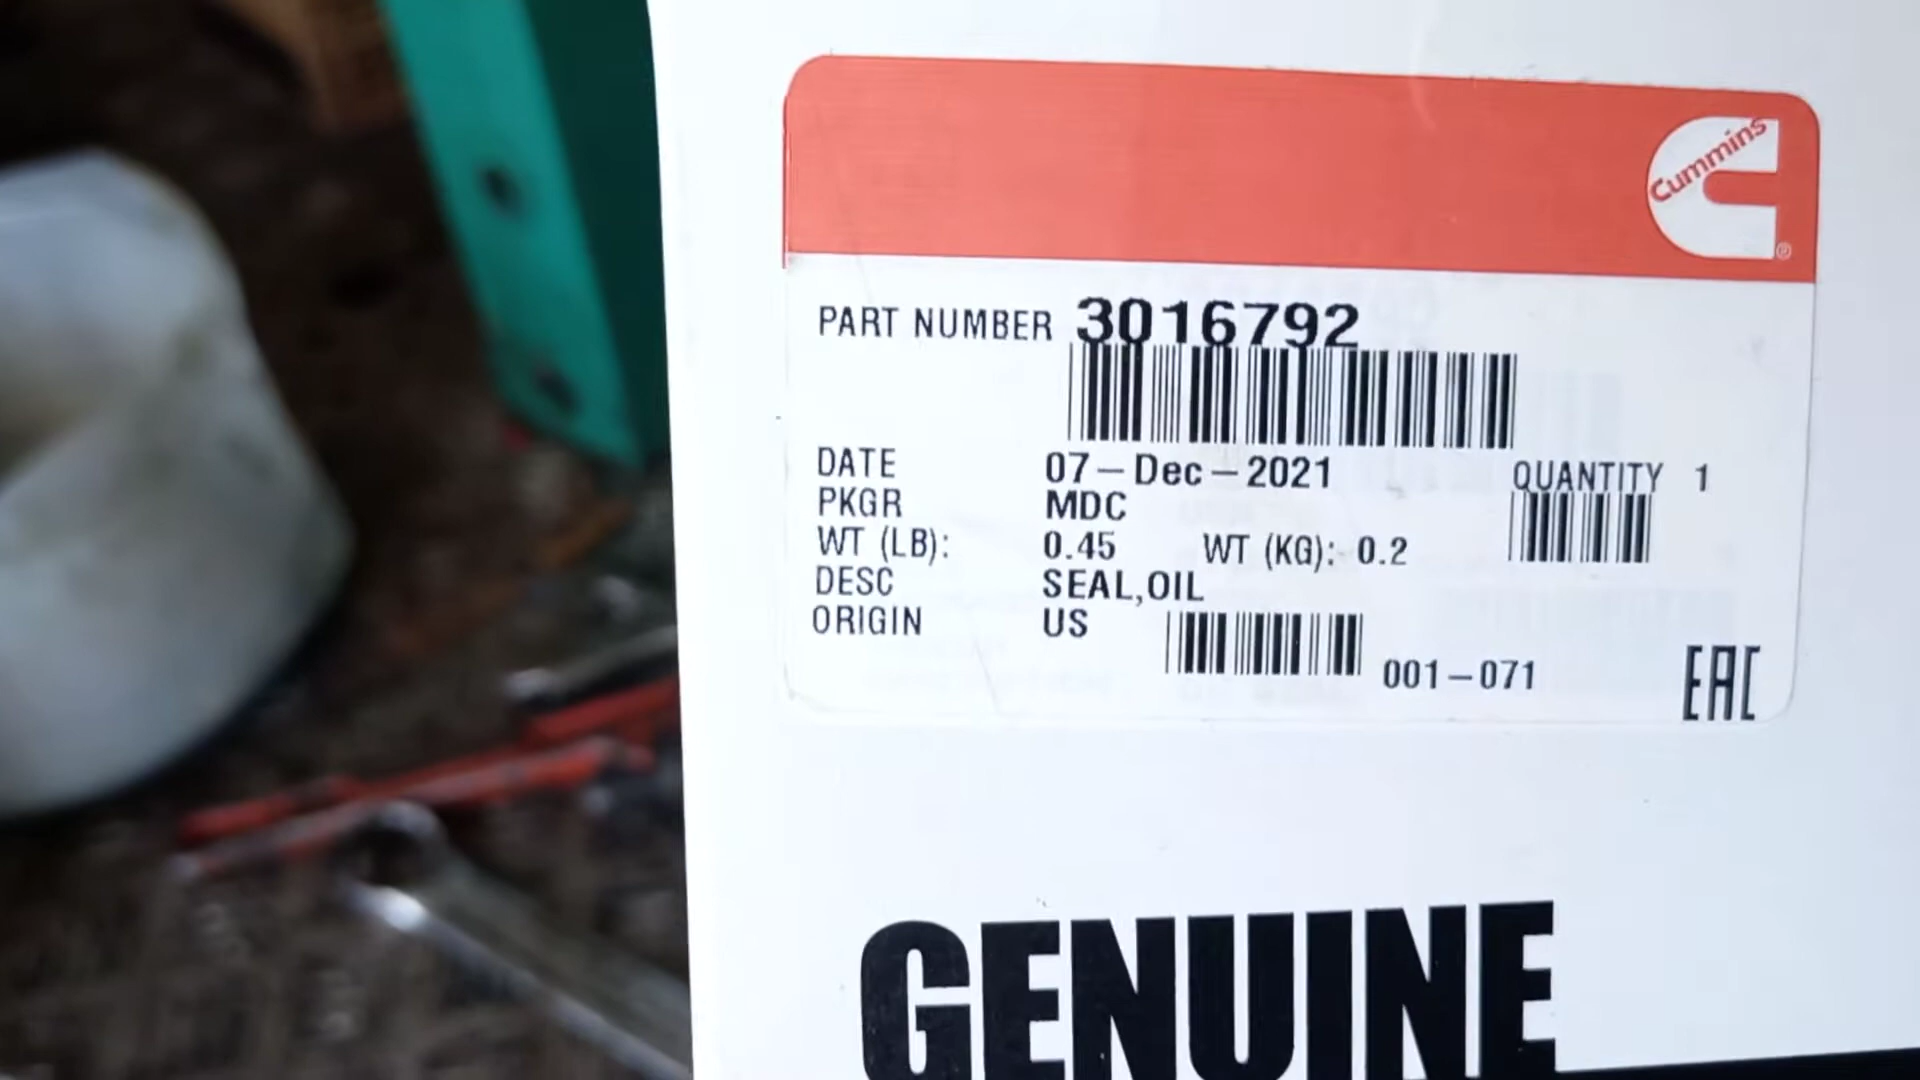 Cummins
®
PART NUMBER 3016792
DATE 07-Dec-2021 QUANTITY 1
PKGR MDC
WT (LB): 0.45 WT (KG): 0.2
DESC SEAL,OIL
ORIGIN US
001-071
EAC
GENUINE